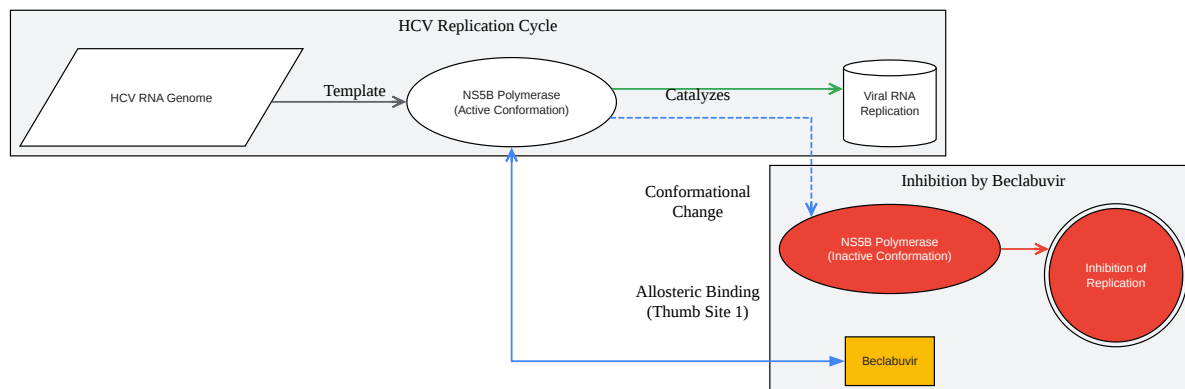 HCV Replication Cycle
HCV RNA Genome
Template
NS5B Polymerase
(Active Conformation)
Catalyzes
Viral RNA
Replication
Inhibition by Beclabuvir
Conformational
Change
NS5B Polymerase
(Inactive Conformation)
Inhibition of
Replication
Allosteric Binding
(Thumb Site 1)
Beclabuvir